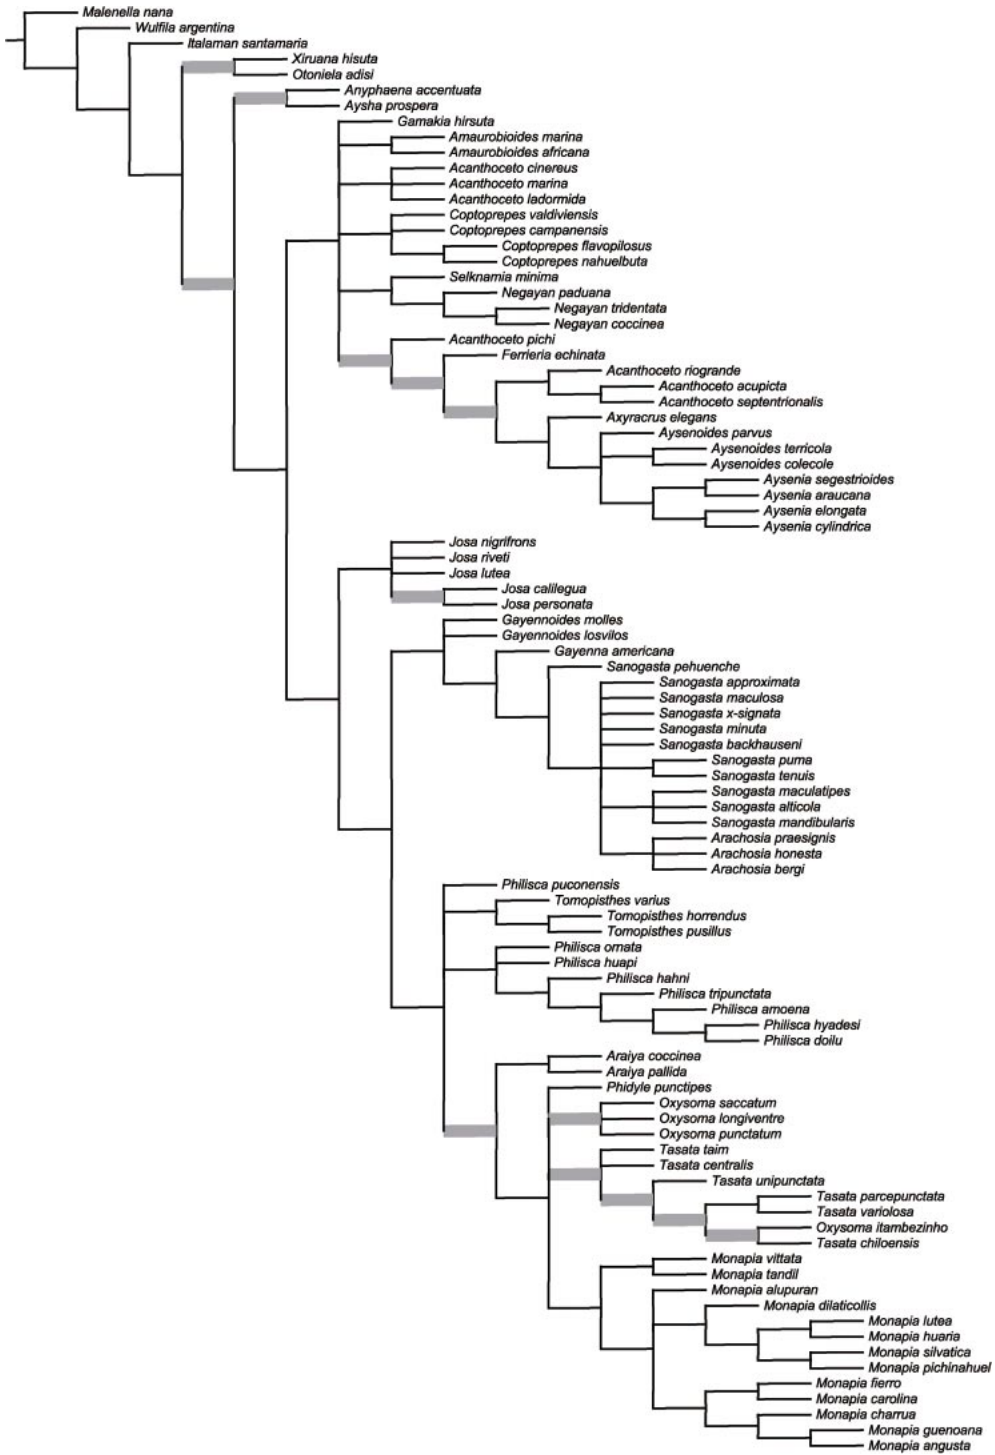 Malenella nana
Wulfila argentina
Italaman santamaria
Xiruana hisuta
Otoniela adisi
Anyphaena accentuata
Aysha prospera
Gamakia hirsuta
Amaurobioides marina
Amaurobioides africana
Acanthoceto cinereus
Acanthoceto marina
Acanthoceto ladormida
Coptoprepes valdiviensis
Coptoprepes campanensis
Coptoprepes flavopilosus
Coptoprepes nahuelbuta
Selknamia minima
Negayan paduana
Negayan tridentata
Negayan coccinea
Acanthoceto pichi
Ferrieria echinata
Acanthoceto riogrande
Acanthoceto acupicta
Acanthoceto septentrionalis
Axyracrus elegans
Aysenoides parvus
Aysenoides terricola
Aysenoides colecole
Aysenia segestrioides
Aysenia araucana
Aysenia elongata
Aysenia cylindrica
Josa nigrifrons
Josa riveti
Josa lutea
Josa calilegua
Josa personata
Gayennoides molles
Gayennoides losvilos
Gayenna americana
Sanogasta pehuenche
Sanogasta approximata
Sanogasta maculosa
Sanogasta x-signata
Sanogasta minuta
Sanogasta backhauseni
Sanogasta puma
Sanogasta tenuis
Sanogasta maculatipes
Sanogasta alticola
Sanogasta mandibularis
Arachosia praesignis
Arachosia honesta
Arachosia bergi
Philisca puconensis
Tomopisthes varius
Tomopisthes horrendus
Tomopisthes pusillus
Philisca ornata
Philisca huapi
Philisca hahni
Philisca tripunctata
Philisca amoena
Philisca hyadesi
Philisca doilu
Araiya coccinea
Araiya pallida
Phidyle punctipes
Oxysoma saccatum
Oxysoma longiventre
Oxysoma punctatum
Tasata taim
Tasata centralis
Tasata unipunctata
Tasata parcepunctata
Tasata variolosa
Oxysoma itambezinho
Tasata chiloensis
Monapia vittata
Monapia tandil
Monapia alupuran
Monapia dilaticollis
Monapia lutea
Monapia huaria
Monapia silvatica
Monapia pichinahuel
Monapia fierro
Monapia carolina
Monapia charrua
Monapia guenoana
Monapia angusta